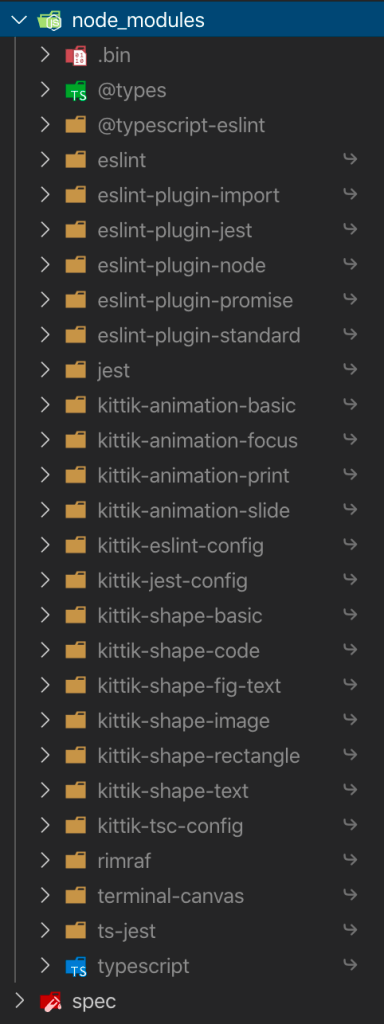 node_modules
.bin
@types
@typescript-eslint
eslint
eslint-plugin-import
eslint-plugin-jest
eslint-plugin-node
eslint-plugin-promise
eslint-plugin-standard
jest
kittik-animation-basic
kittik-animation-focus
kittik-animation-print
kittik-animation-slide
kittik-eslint-config
kittik-jest-config
kittik-shape-basic
kittik-shape-code
kittik-shape-fig-text
kittik-shape-image
kittik-shape-rectangle
kittik-shape-text
kittik-tsc-config
rimraf
terminal-canvas
ts-jest
typescript
spec